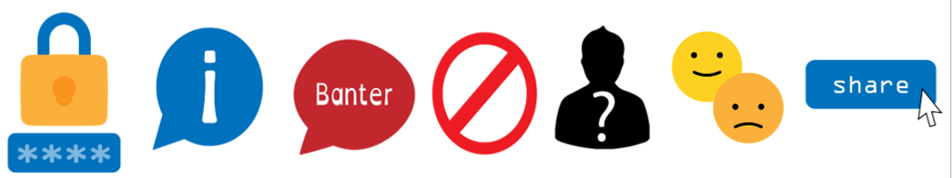 ****
i
Banter
?
share